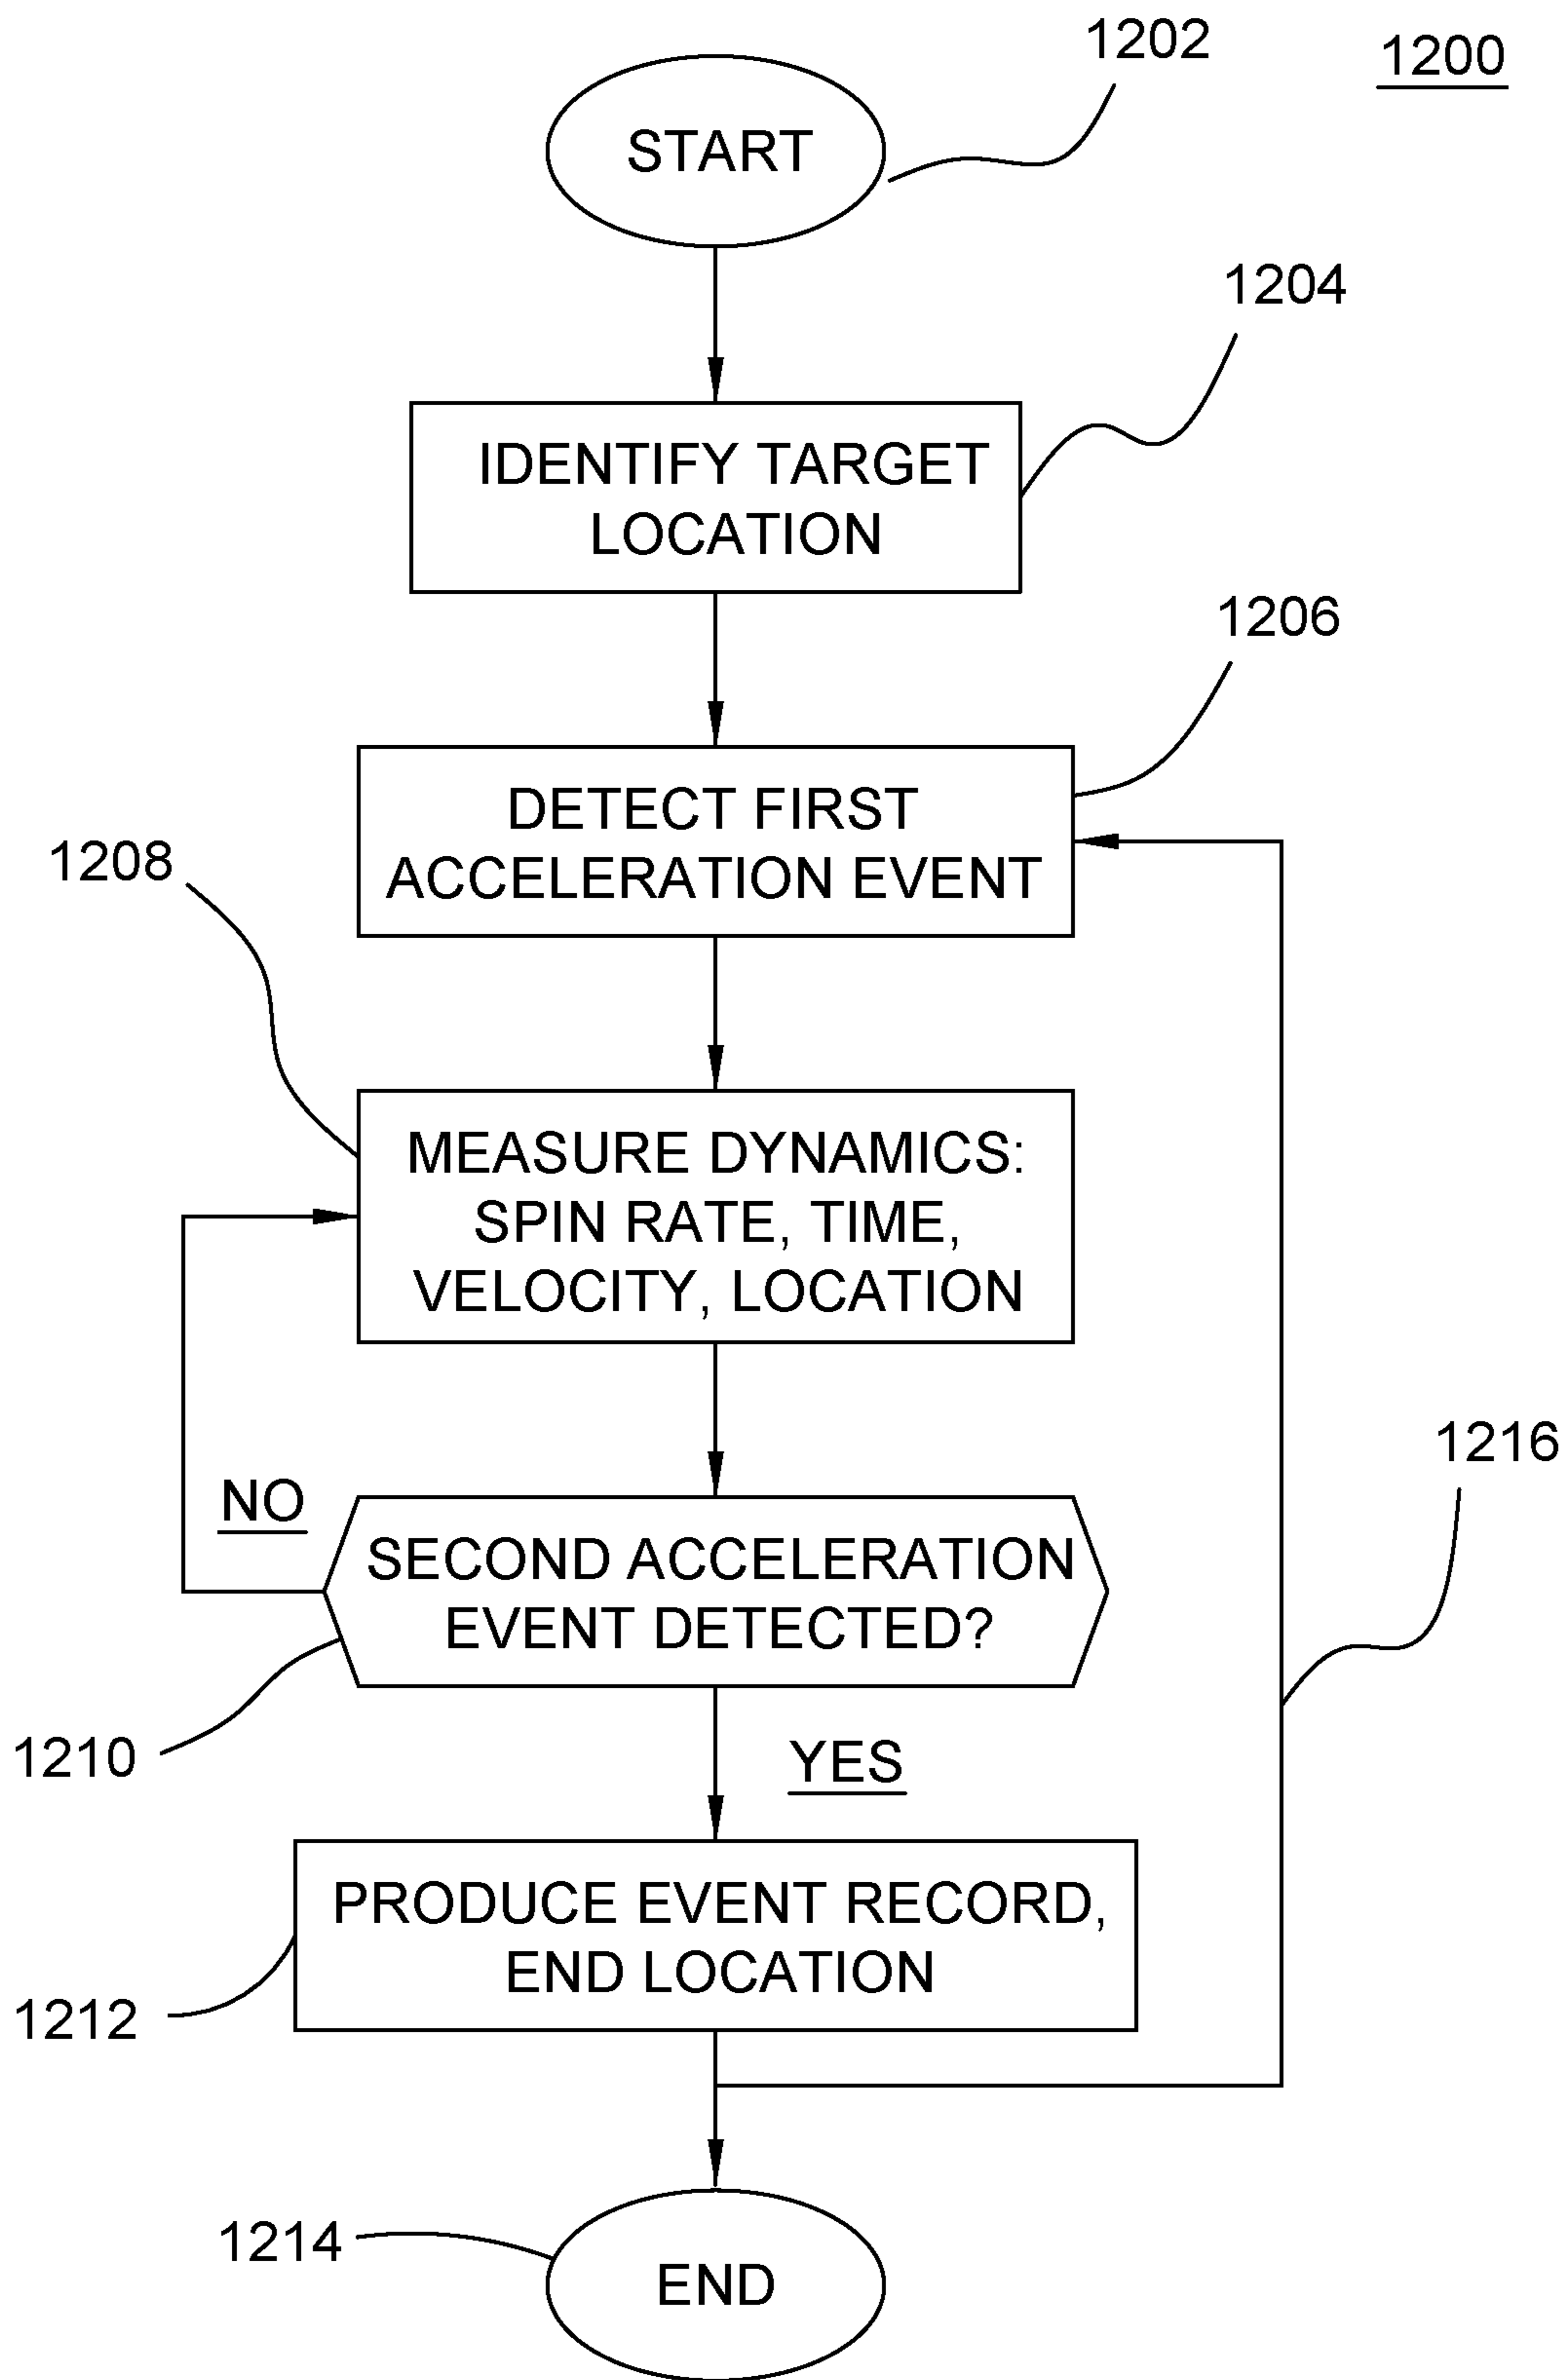 1202
1200
START
1204
IDENTIFY TARGET
LOCATION
1206
DETECT FIRST
ACCELERATION EVENT
1208
MEASURE DYNAMICS:
SPIN RATE, TIME,
VELOCITY, LOCATION
1216
NO
SECOND ACCELERATION
EVENT DETECTED?
1210
YES
PRODUCE EVENT RECORD,
END LOCATION
1212
1214
END